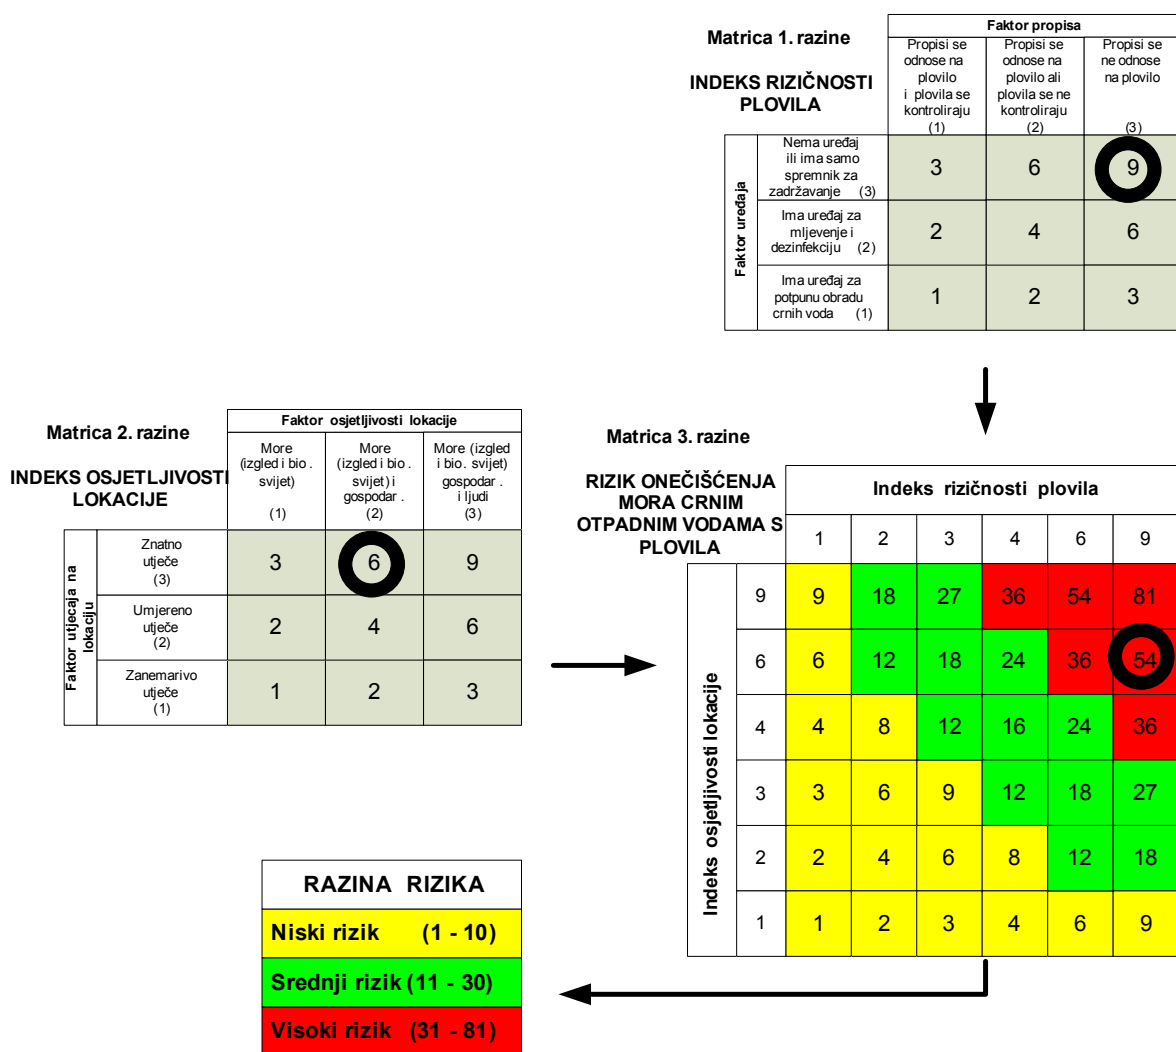 Matrica 1. razine
INDEKS RIZIČNOSTI
PLOVILA
Faktor propisa
Propisi se
odnose na
plovilo
i plovila se
kontroliraju
(1)
Propisi se
odnose na
plovilo ali
plovila se ne
kontroliraju
(2)
Propisi se
ne odnose
na plovilo
(3)
Faktor uređaja
Nema uređaj
ili ima samo
spremnik za
zadržavanje (3)
3 6 9
Ima uređaj za
mljevenje i
dezinfekciju (2)
2 4 6
Ima uređaj za
potpunu obradu
crnih voda (1)
1 2 3
Matrica 2. razine
INDEKS OSJETLJIVOSTI
LOKACIJE
Faktor osjetljivosti lokacije
More
(izgled i bio.
svijet)
(1)
More
(izgled i bio.
svijet) i
gospodar.
(2)
More (izgled
i bio. svijet)
gospodar.
i ljudi
(3)
Faktor utjecaja na
lokaciju
Znatno
utječe
(3)
3 6 9
Umjereno
utječe
(2)
2 4 6
Zanemarivo
utječe
(1)
1 2 3
Matrica 3. razine
RIZIK ONEČIŠĆENJA
MORA CRNIM
OTPADNIM VODAMA S
PLOVILA
Indeks rizičnosti plovila
1 2 3 4 6 9
Indeks osjetljivosti lokacije
9 9 18 27 36 54 81
6 6 12 18 24 36 54
4 4 8 12 16 24 36
3 3 6 9 12 18 27
2 2 4 6 8 12 18
1 1 2 3 4 6 9
RAZINA RIZIKA
Niski rizik (1 - 10)
Srednji rizik (11 - 30)
Visoki rizik (31 - 81)